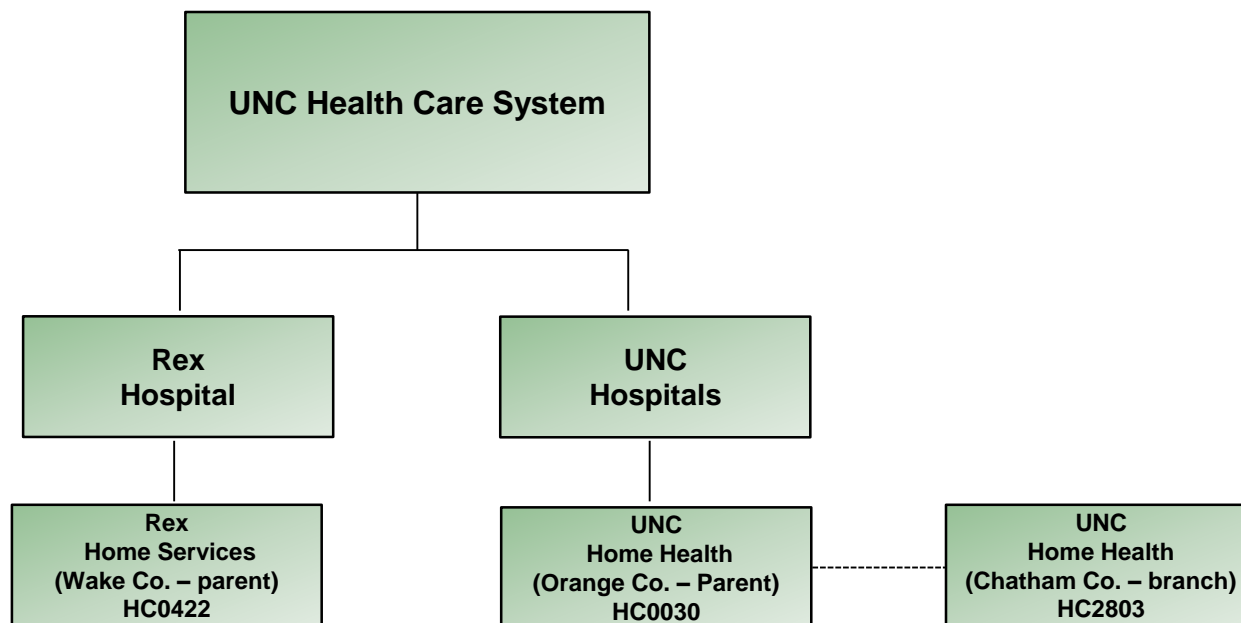 UNC Health Care System
Rex
Hospital
UNC
Hospitals
Rex
Home Services
(Wake Co. – parent)
HC0422
UNC
Home Health
(Orange Co. – Parent)
HC0030
UNC
Home Health
(Chatham Co. – branch)
HC2803